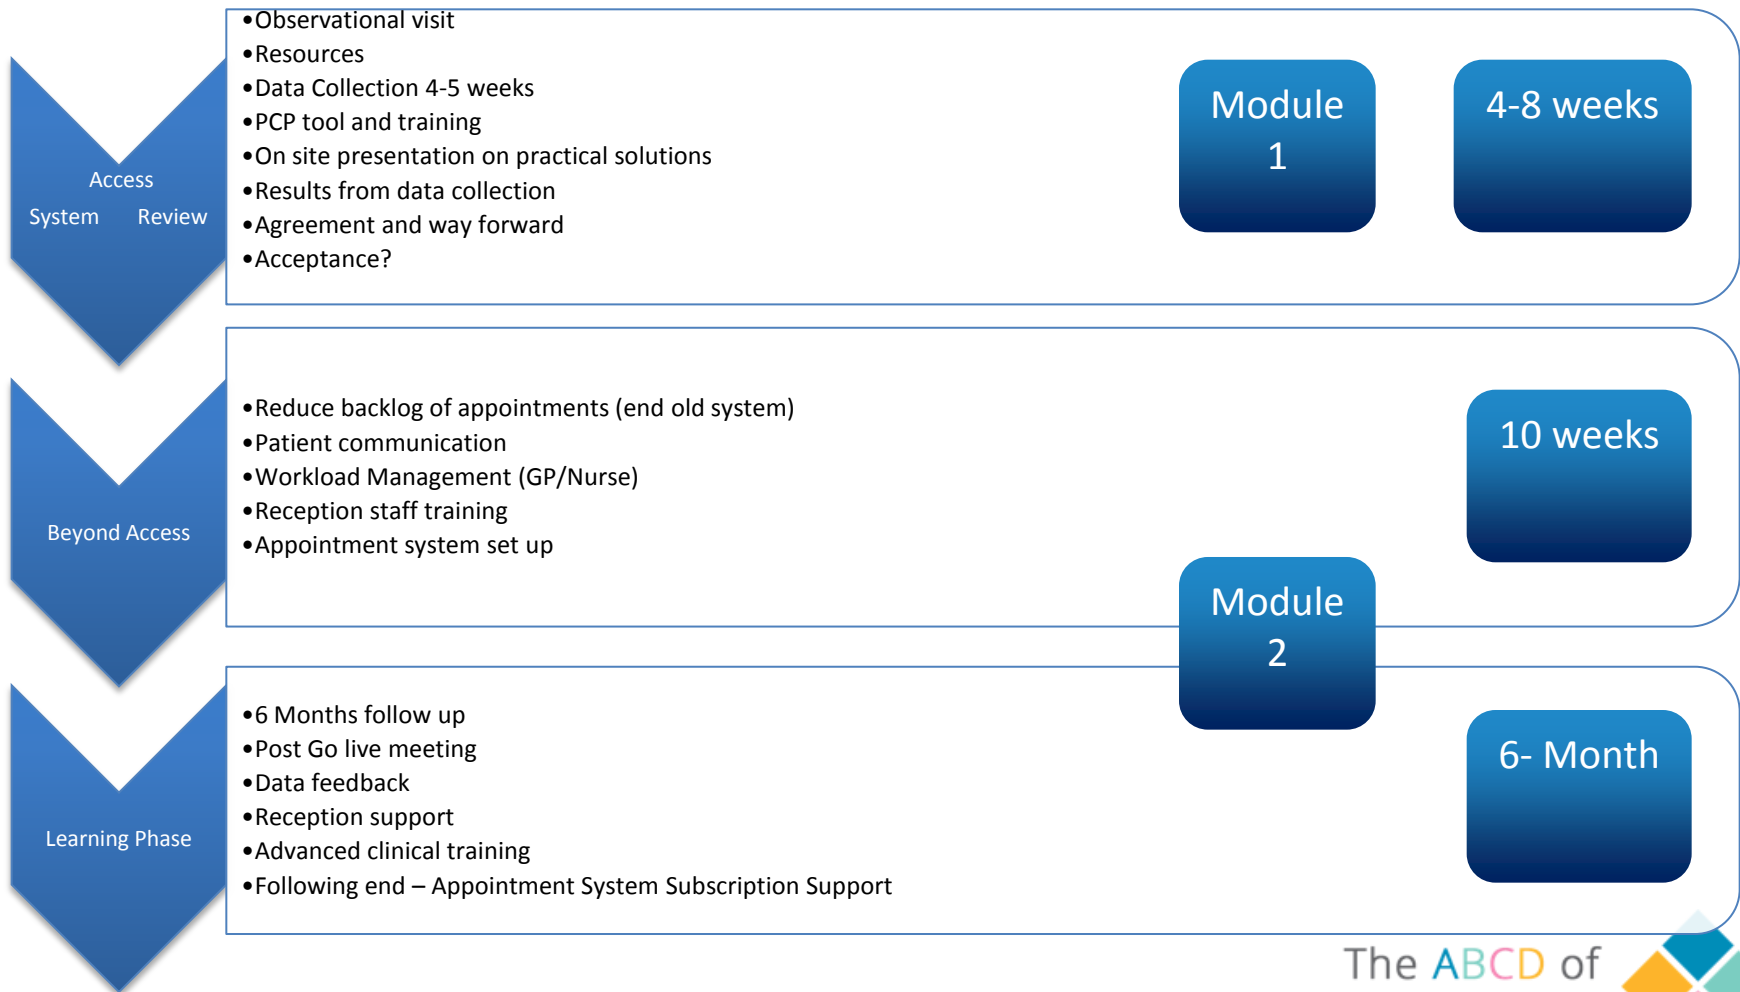 Access
System Review
•Observational visit
•Resources
•Data Collection 4-5 weeks
•PCP tool and training
•On site presentation on practical solutions
•Results from data collection
•Agreement and way forward
•Acceptance?
Module
1
4-8 weeks
Beyond Access
•Reduce backlog of appointments (end old system)
•Patient communication
•Workload Management (GP/Nurse)
•Reception staff training
•Appointment system set up
10 weeks
Module
2
Learning Phase
•6 Months follow up
•Post Go live meeting
•Data feedback
•Reception support
•Advanced clinical training
•Following end – Appointment System Subscription Support
6- Month
The ABCD of